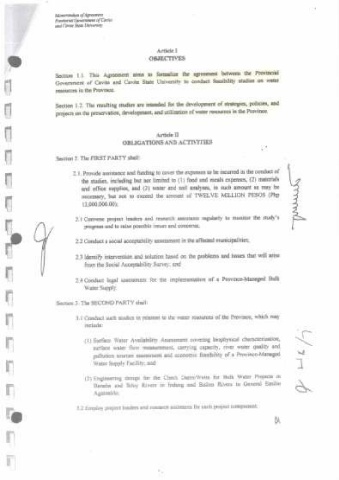 Memorandum of Agreement
Provincial Government of Cavite
and Cavite State University
Article I
OBJECTIVES
Section 1.1. This Agreement aims to formalize the agreement between the Provincial
Government of Cavite and Cavite State University to conduct feasibility studies on water
resources in the Province.
Section 1.2. The resulting studies are intended for the development of strategies, policies, and
projects on the preservation, development, and utilization of water resources in the Province.
Article II
OBLIGATIONS AND ACTIVITIES
Section 2. The FIRST PARTY shall:
2.1. Provide assistance and funding to cover the expenses to be incurred in the conduct of
the studies, including but not limited to (1) food and meals expenses, (2) materials
and office supplies, and (3) water and soil analyses, in such amount as may be
necessary, but not to exceed the amount of TWELVE MILLION PESOS (Php
12,000,000.00);
2.1 Convene project leaders and research assistants regularly to monitor the study's
progress and to raise possible issues and concerns;
2.2 Conduct a social acceptability assessment in the affected municipalities;
2.3 Identify intervention and solution based on the problems and issues that will arise
from the Social Acceptability Survey; and
2.4 Conduct legal assessment for the implementation of a Province-Managed Bulk
Water Supply.
Section 3. The SECOND PARTY shall:
3.1 Conduct such studies in relation to the water resources of the Province, which may
include:
(1) Surface Water Availability Assessment covering biophysical characterization,
surface water flow measurement, carrying capacity, river water quality and
pollution sources assessment and economic feasibility of a Province-Managed
Water Supply Facility; and
(2) Engineering design for the Check Dams/Weirs for Bulk Water Projects in
and Rivers in Indang and Rivers in General Emilio
Aguinaldo.
3.2 Employ project leaders and research assistants for each project component;